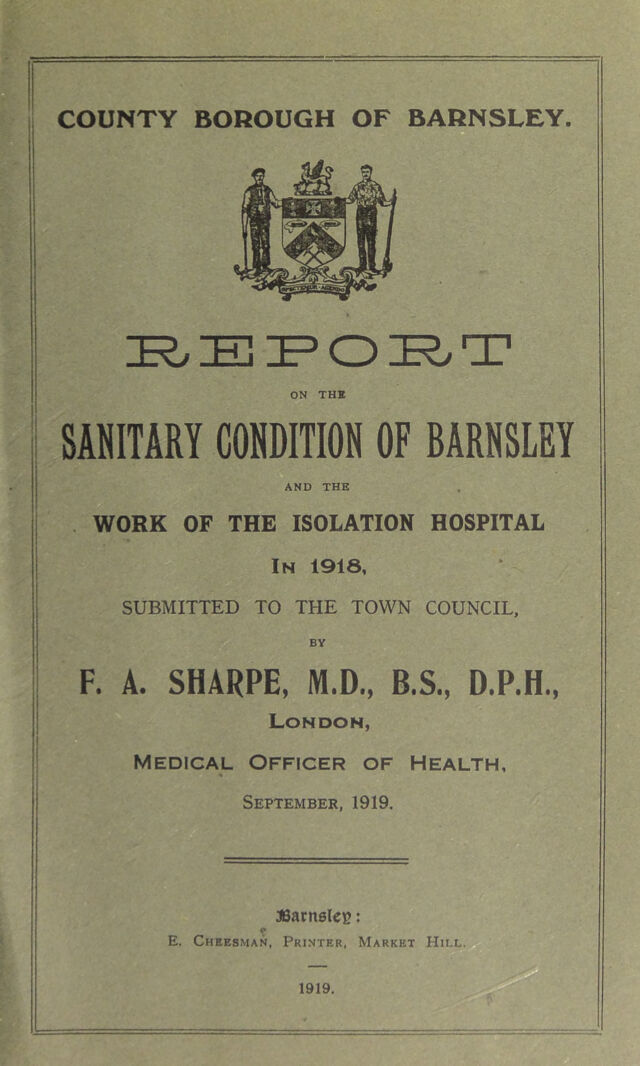 COUNTY BOROUGH OF BARNSLEY.
SPECTEMUR AGENDO
REPORT
ON THE
SANITARY CONDITION OF BARNSLEY
AND THE
WORK OF THE ISOLATION HOSPITAL
IN 1918,
SUBMITTED TO THE TOWN COUNCIL,
BY
F. A. SHARPE, M.D., B.S., D.P.H.,
LONDON,
MEDICAL OFFICER OF HEALTH,
SEPTEMBER, 1919.
Barnsley:
E. CHEESMAN, PRINTER, MARKET HILL.
1919.